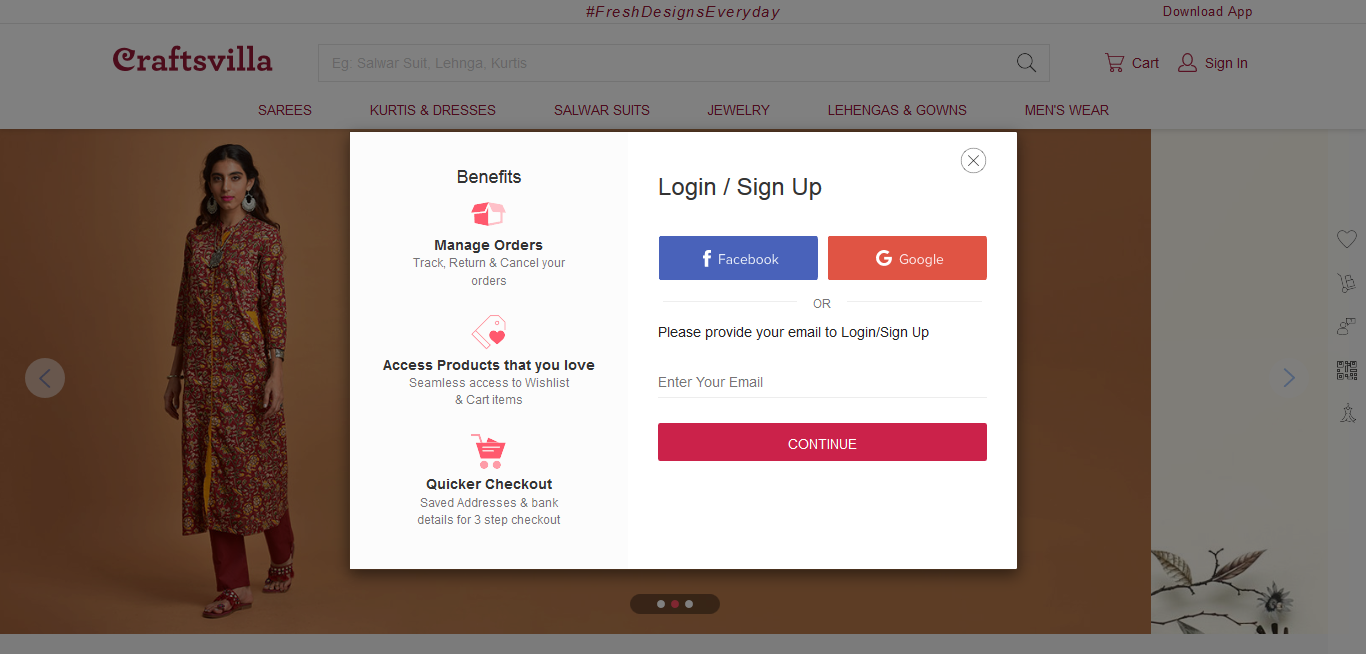 #FreshDesignsEveryday
Download App
Craftsvilla
Eg: Salwar Suit, Lehnga, Kurtis
Cart
Sign In
SAREES
KURTIS & DRESSES
SALWAR SUITS
JEWELRY
LEHENGAS & GOWNS
MEN'S WEAR
Benefits
Manage Orders
Track, Return & Cancel your
orders
Access Products that you love
Seamless access to Wishlist
& Cart items
Quicker Checkout
Saved Addresses & bank
details for 3 step checkout
Login / Sign Up
Facebook
Google
OR
Please provide your email to Login/Sign Up
Enter Your Email
CONTINUE